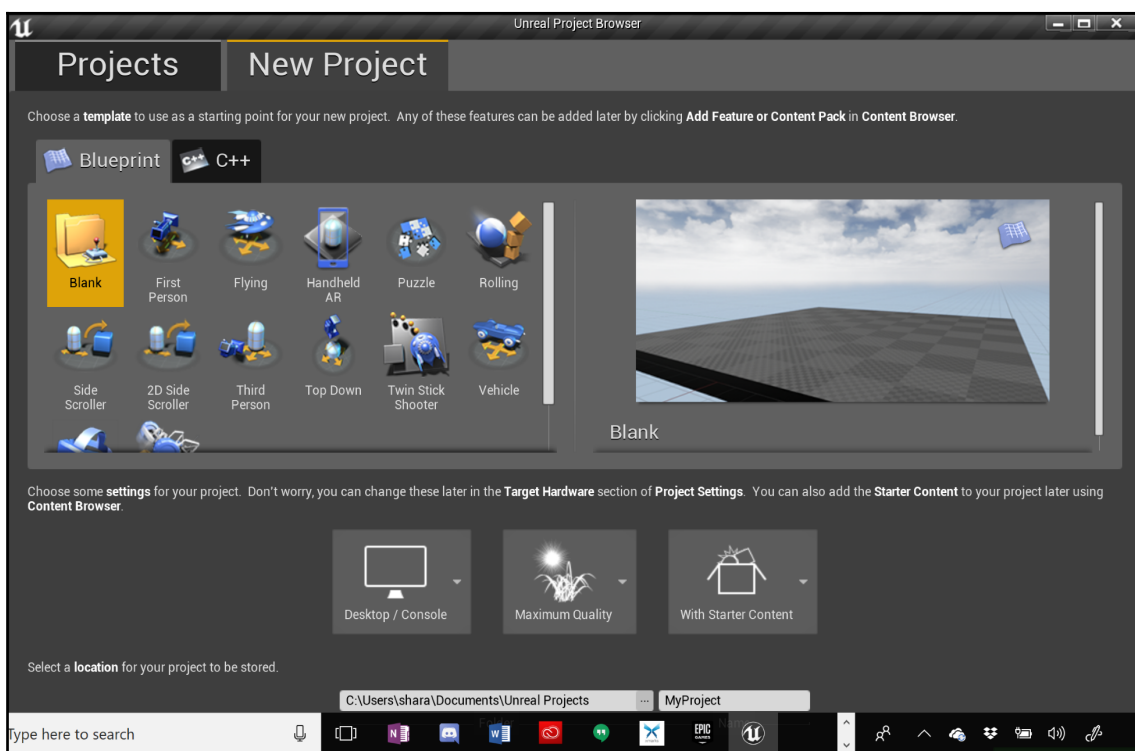 Unreal Project Browser
Projects
New Project
Choose a template to use as a starting point for your new project. Any of these features can be added later by clicking Add Feature or Content Pack in Content Browser.
Blueprint
C++
C++
Blank
First
Person
Flying
Handheld
AR
Puzzle
Rolling
Side
Scroller
2D Side
Scroller
Third
Person
Top Down
Twin Stick
Shooter
Vehicle
Blank
Choose some settings for your project. Don't worry, you can change these later in the Target Hardware section of Project Settings. You can also add the Starter Content to your project later using
Content Browser.
Desktop / Console
Maximum Quality
With Starter Content
Select a location for your project to be stored.
C:\Users\shara\Documents\Unreal Projects
...
MyProject
Folder
Name
Type here to search
EPIC
GAMES